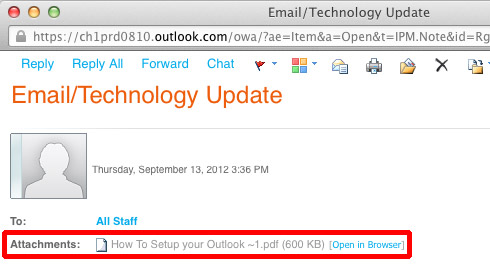 Email/Technology Update
https://ch1prd0810.outlook.com/owa/?ae=Item&a=Open&t=IPM.Note&id=Rg
Reply Reply All Forward Chat
Email/Technology Update
Thursday, September 13, 2012 3:36 PM
To: All Staff
Attachments: How To Setup your Outlook ~1.pdf (600 KB) [Open in Browser]